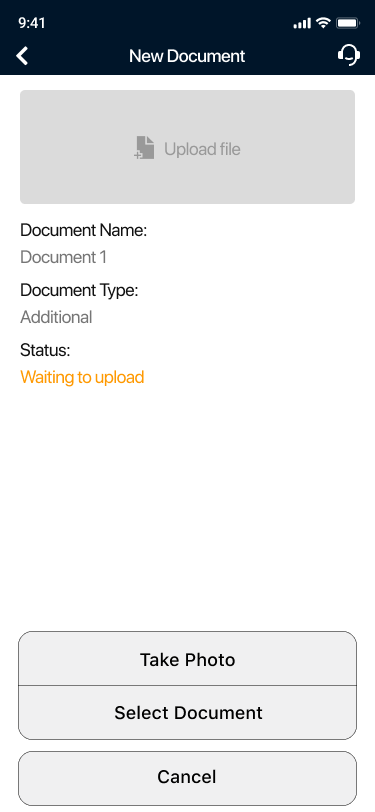 9:41
New Document
Upload file
Document Name:
Document 1
Document Type:
Additional
Status:
Waiting to upload
Take Photo
Select Document
Cancel